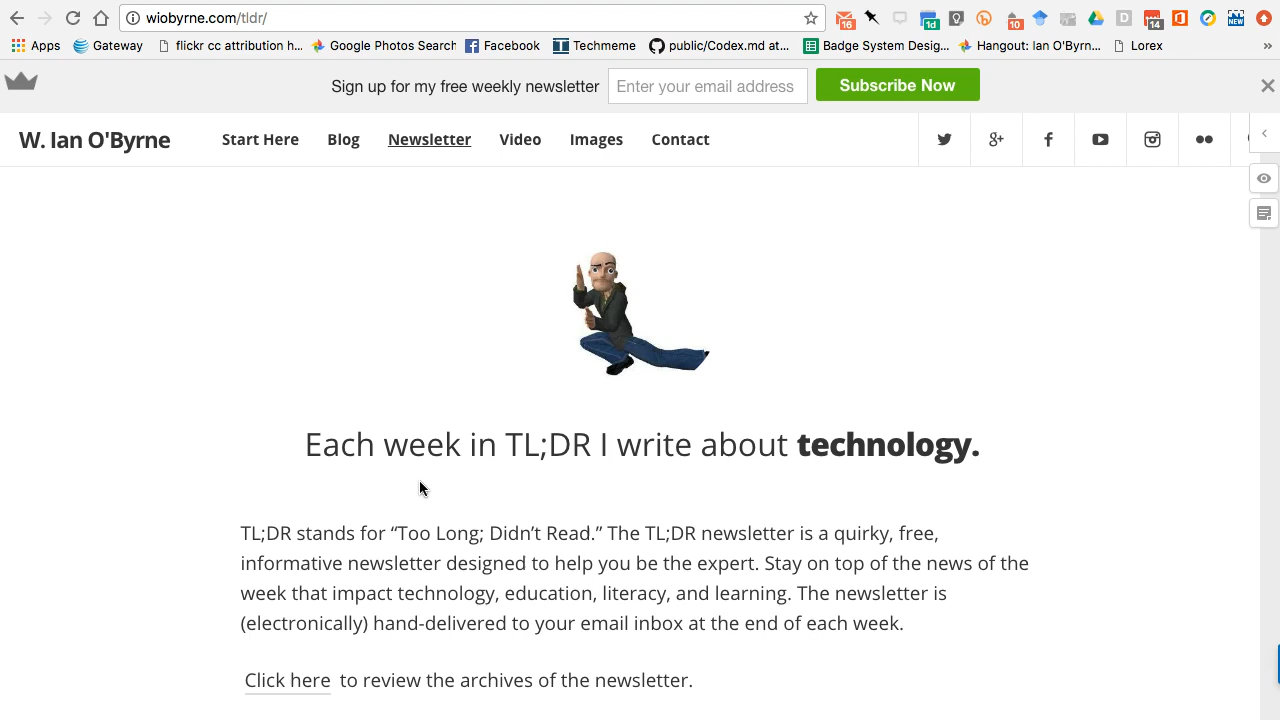 wiobyrne.com/tldr/
16
1d
10
14
NEW
Apps Gateway flickr cc attribution h... Google Photos Search Facebook Techmeme public/Codex.md at... Badge System Desig... Hangout: Ian O'Byrn... Lorex »
Sign up for my free weekly newsletter Enter your email address Subscribe Now
W. Ian O'Byrne Start Here Blog Newsletter Video Images Contact
Each week in TL;DR I write about technology.
TL;DR stands for “Too Long; Didn’t Read.” The TL;DR newsletter is a quirky, free,
informative newsletter designed to help you be the expert. Stay on top of the news of the
week that impact technology, education, literacy, and learning. The newsletter is
(electronically) hand-delivered to your email inbox at the end of each week.
Click here to review the archives of the newsletter.